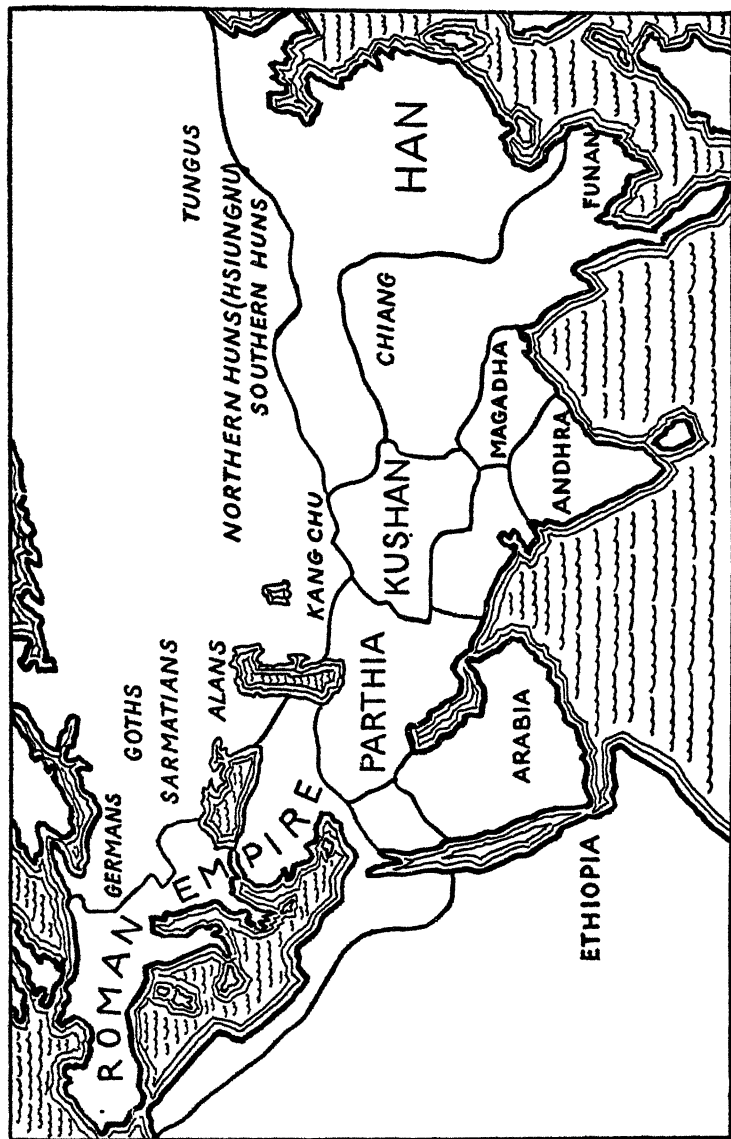 TUNGUS
NORTHERN HUNS(HSIUNGNU)
SOUTHERN HUNS
HAN
FUNAN
CHIANG
MAGADHA
ANDHRA
KUSHAN
KANG CHU
GOTHS
SARMATIANS
ALANS
GERMANS
PARTHIA
ARABIA
ROMAN EMPIRE
ETHIOPIA